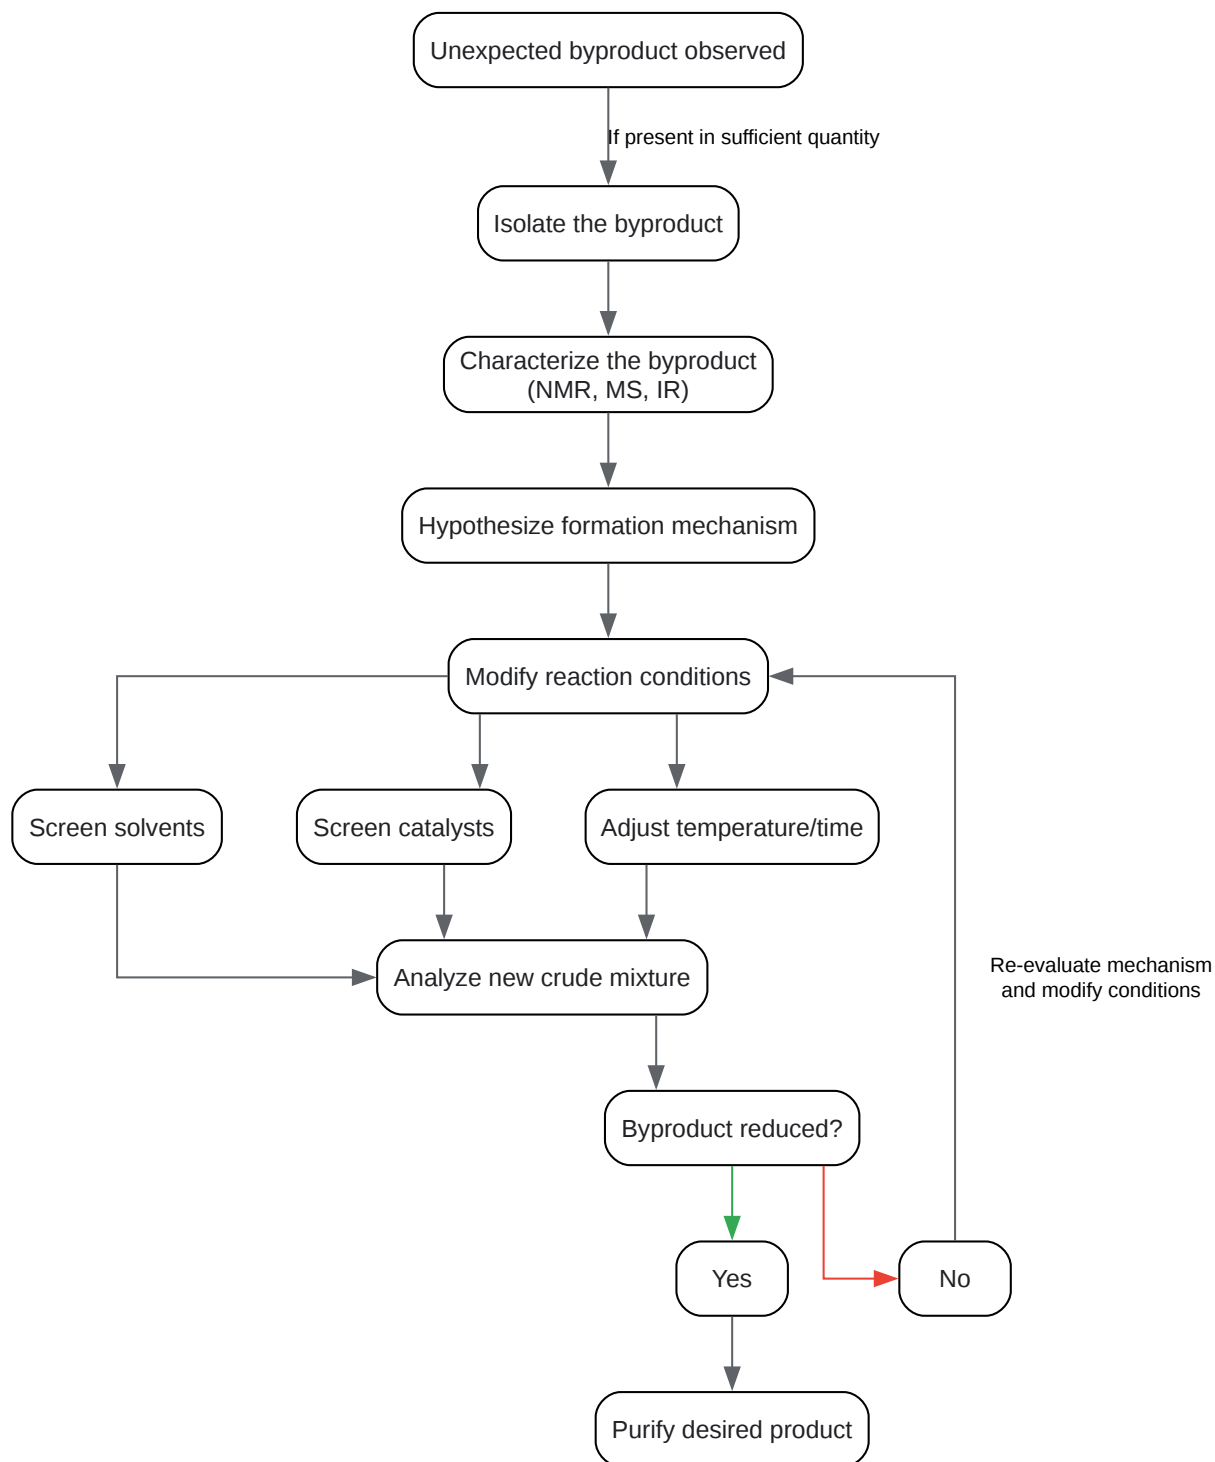 Unexpected byproduct observed
If present in sufficient quantity
Isolate the byproduct
Characterize the byproduct
(NMR, MS, IR)
Hypothesize formation mechanism
Modify reaction conditions
Screen solvents
Screen catalysts
Adjust temperature/time
Analyze new crude mixture
Re-evaluate mechanism
and modify conditions
Byproduct reduced?
Yes
No
Purify desired product